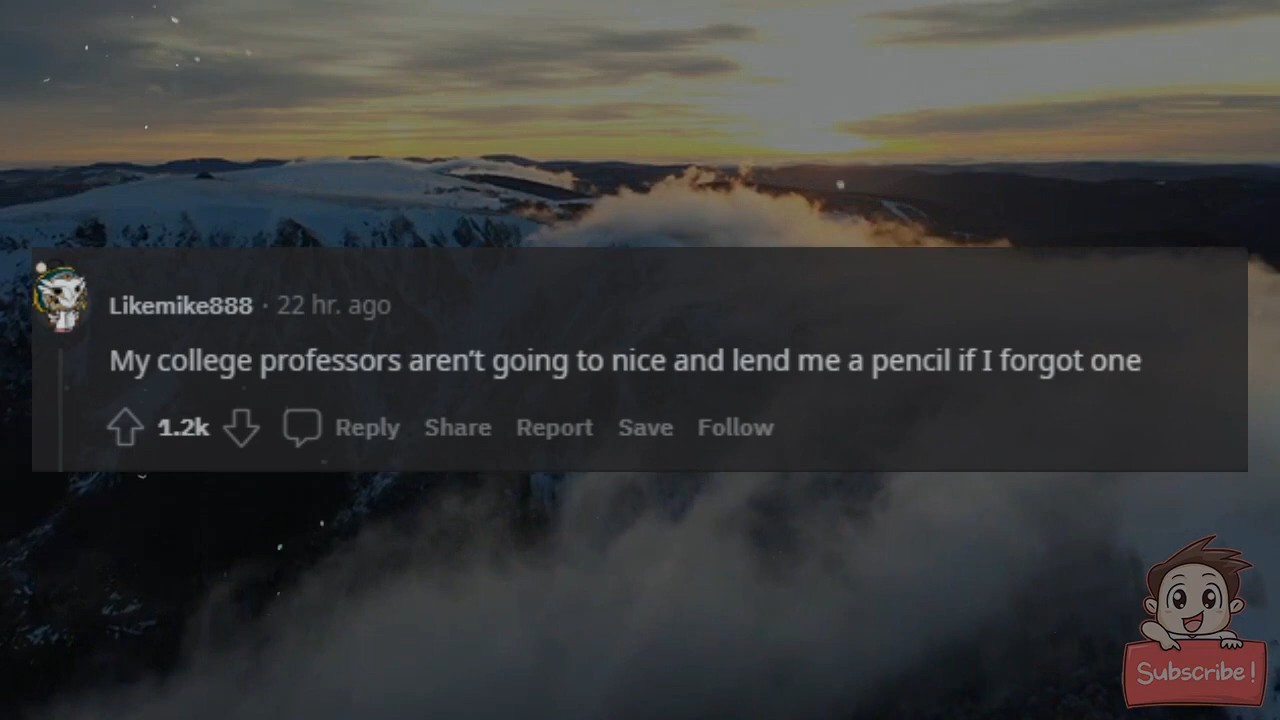 Likemike888 · 22 hr. ago
My college professors aren't going to nice and lend me a pencil if I forgot one
1.2k Reply Share Report Save Follow
Subscribe!